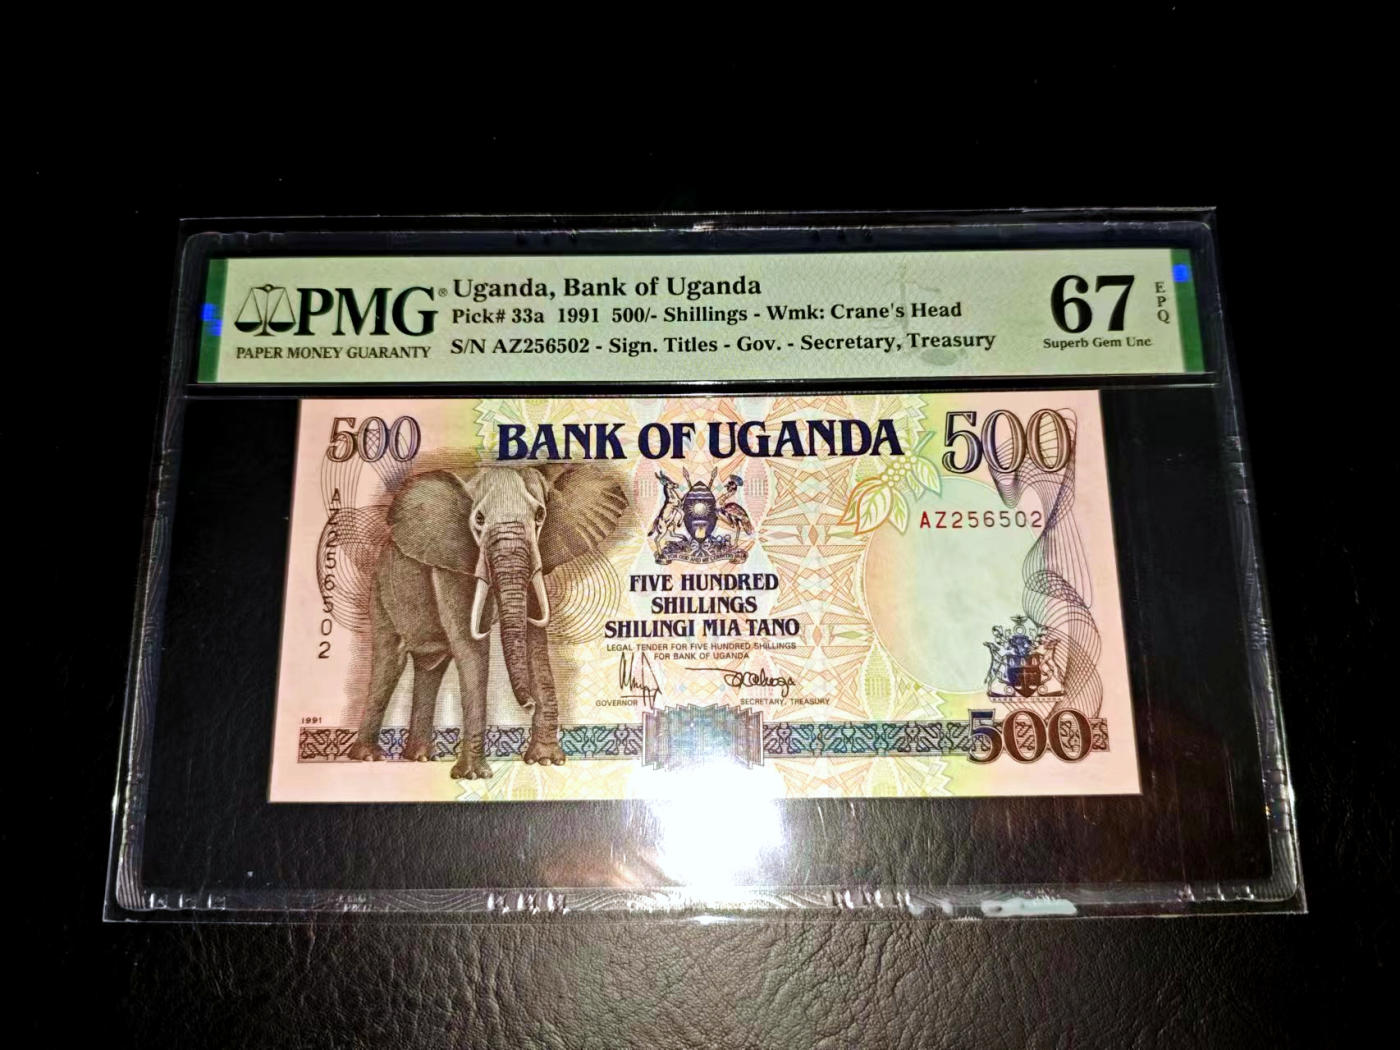 PMG®
PAPER MONEY GUARANTY
Uganda, Bank of Uganda
Pick# 33a 1991 500/- Shillings - Wmk: Crane's Head
S/N AZ256502 - Sign. Titles - Gov. - Secretary, Treasury
67
EPQ
Superb Gem Unc
500
BANK OF UGANDA
500
AZ256502
AZ256502
FIVE HUNDRED
SHILLINGS
SHILINGI MIA TANO
LEGAL TENDER FOR FIVE HUNDRED SHILLINGS
FOR BANK OF UGANDA
GOVERNOR
SECRETARY, TREASURY
1991
500